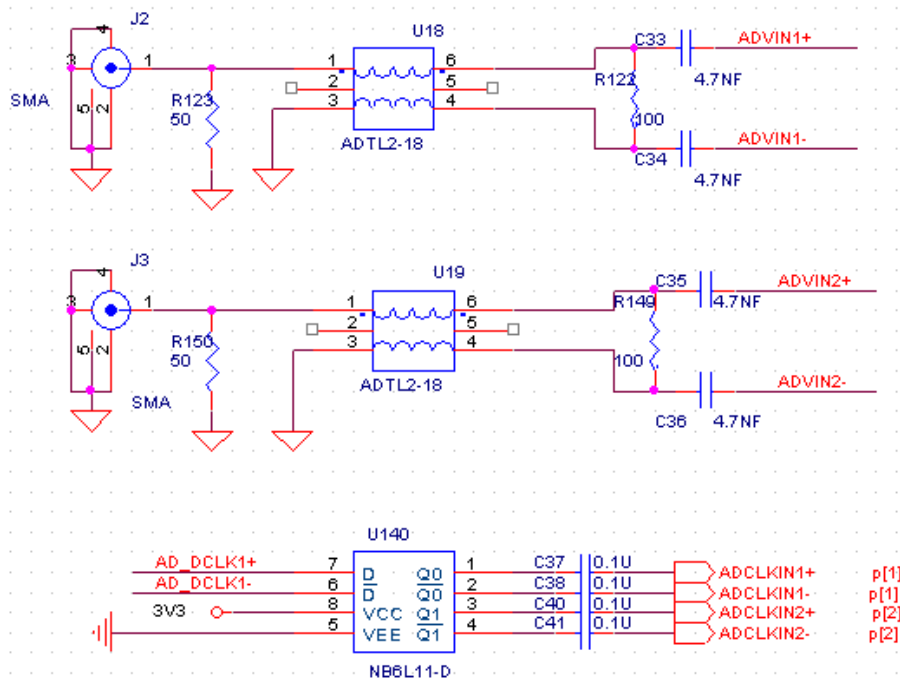 J2
U18
4
C33
ADVIN1+
3
1
1
6
R122
4.7NF
2
5
SMA
R123
3
4
5
2
50
100
ADVIN1-
ADTL2-18
C34
4.7NF
J3
U19
4
C35
ADVIN2+
3
1
1
6
R149
4.7NF
2
5
R150
3
4
5
2
50
100
ADTL2-18
ADVIN2-
SMA
C36
4.7NF
U140
AD_DCLK1+ 7 D Q0 1 C37 0.1U ADCLKIN1+ p[1]
AD_DCLK1- 6 D Q0 2 C38 0.1U ADCLKIN1- p[1]
3V3 8 VCC Q1 3 C40 0.1U ADCLKIN2+ p[2]
5 VEE Q1 4 C41 0.1U ADCLKIN2- p[2]
NB6L11-D